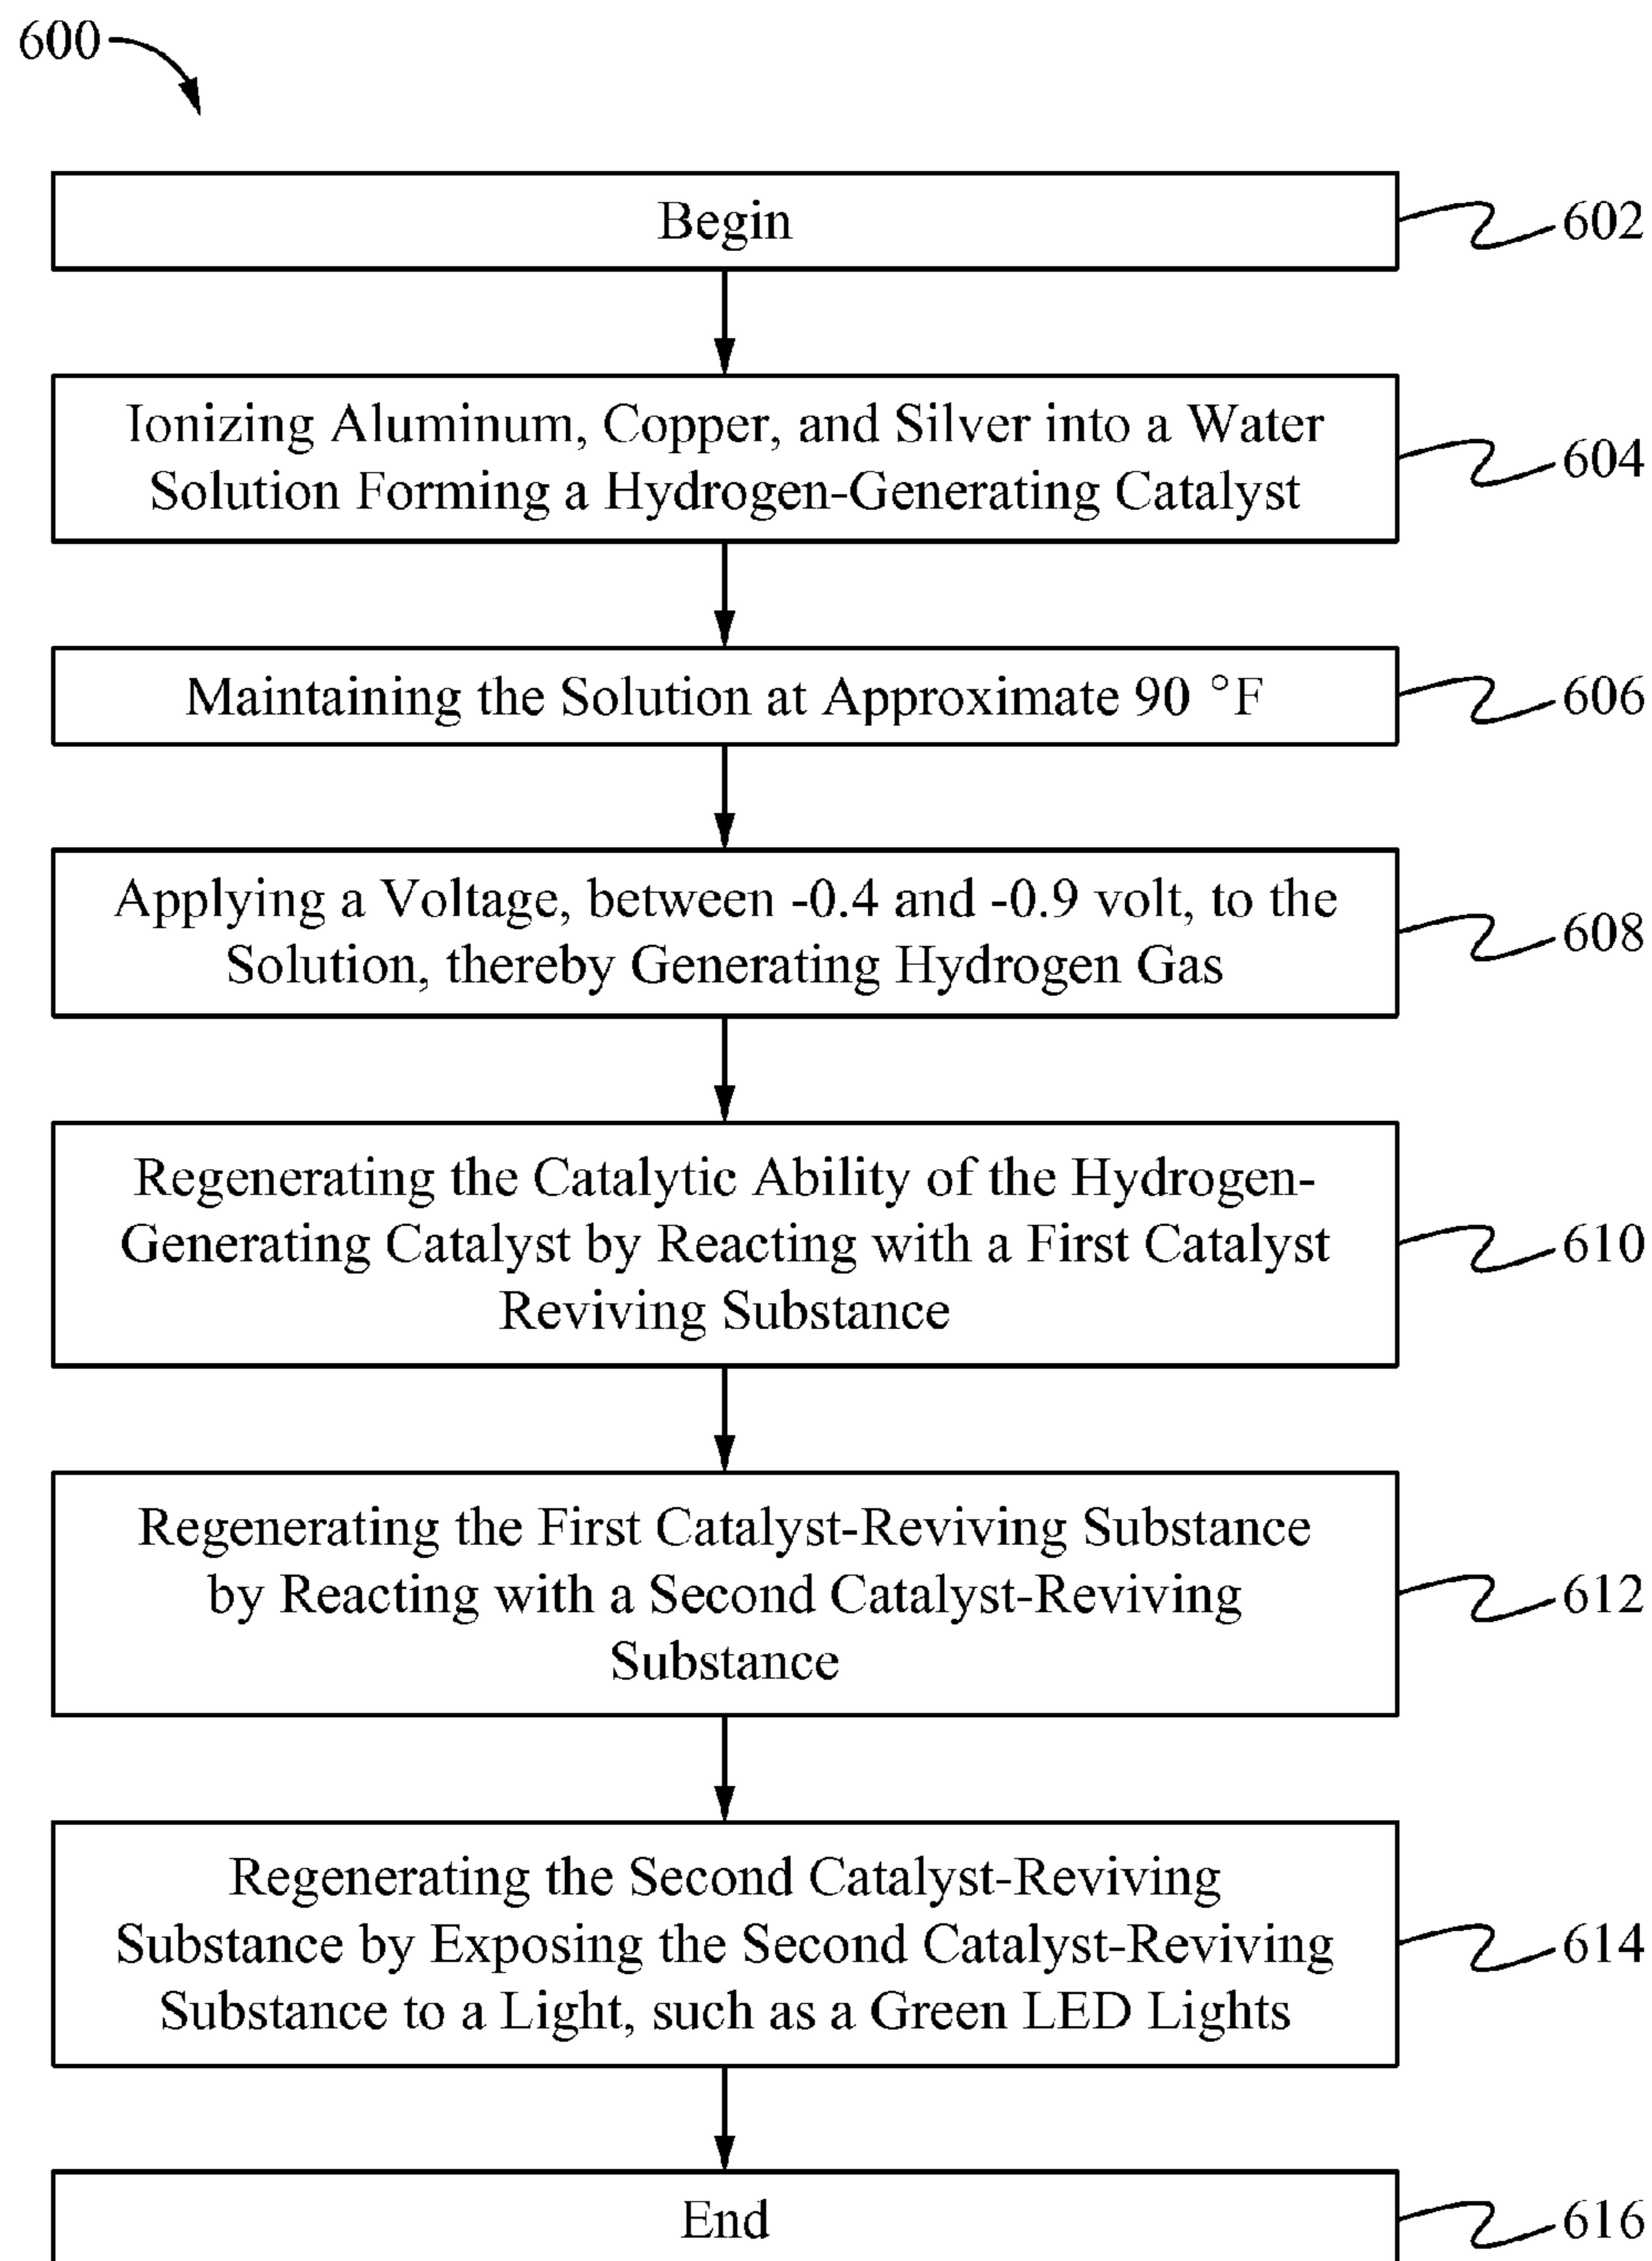 600
Begin
602
Ionizing Aluminum, Copper, and Silver into a Water
Solution Forming a Hydrogen-Generating Catalyst
604
Maintaining the Solution at Approximate 90 °F
606
Applying a Voltage, between -0.4 and -0.9 volt, to the
Solution, thereby Generating Hydrogen Gas
608
Regenerating the Catalytic Ability of the Hydrogen-
Generating Catalyst by Reacting with a First Catalyst
Reviving Substance
610
Regenerating the First Catalyst-Reviving Substance
by Reacting with a Second Catalyst-Reviving
Substance
612
Regenerating the Second Catalyst-Reviving
Substance by Exposing the Second Catalyst-Reviving
Substance to a Light, such as a Green LED Lights
614
End
616